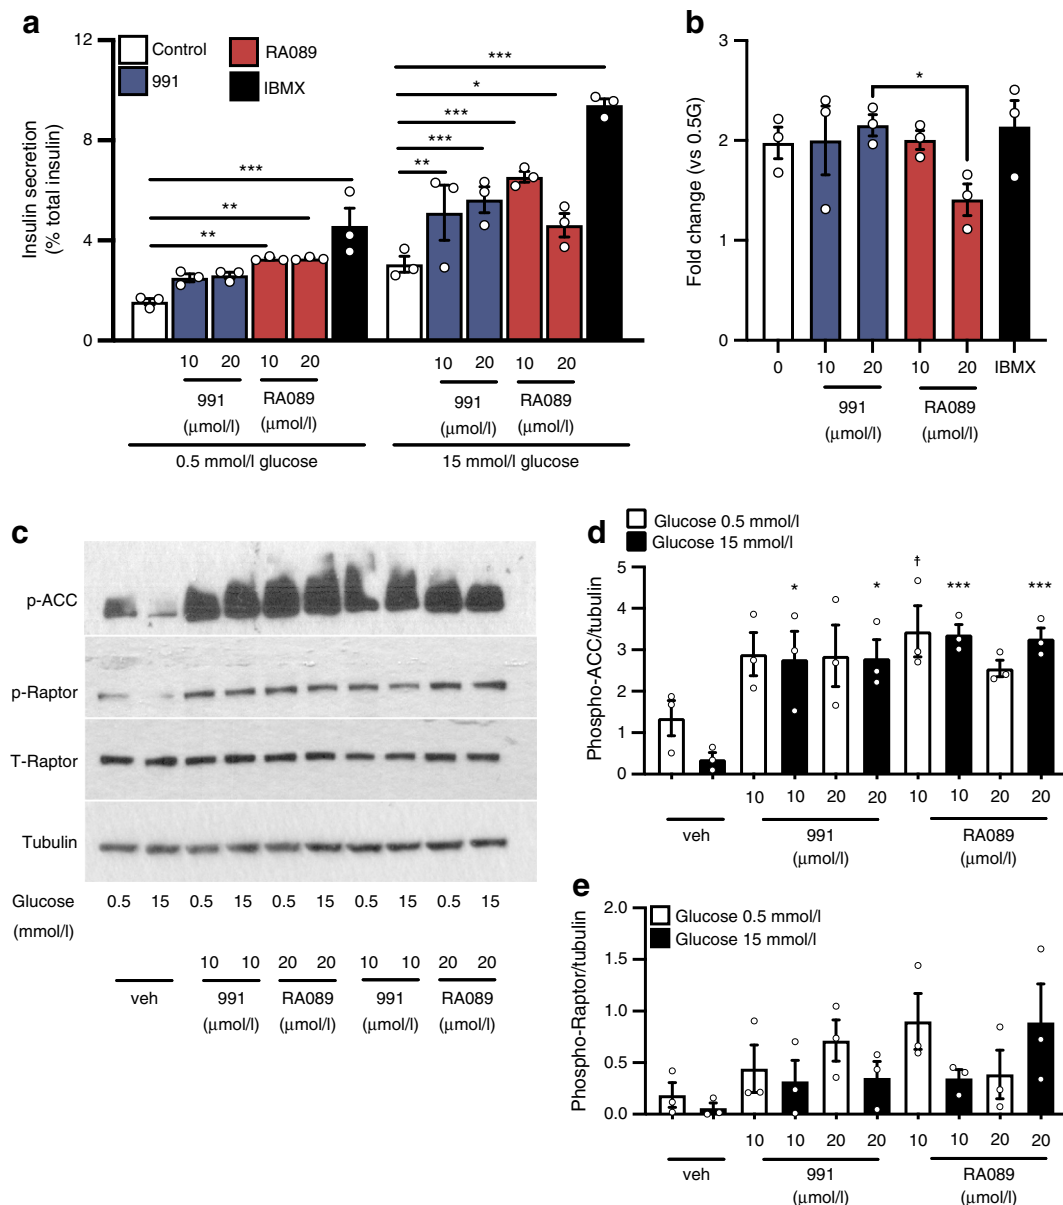 a
12
8
4
0
Insulin secretion
(% total insulin)
Control
991
RA089
IBMX
***
**
**
***
*
***
***
**
10 20 10 20 10 20 10 20
991 RA089 991 RA089
(μmol/l) (μmol/l) (μmol/l) (μmol/l)
0.5 mmol/l glucose 15 mmol/l glucose
b
3
2
1
0
Fold change (vs 0.5G)
*
0 10 20 10 20 IBMX
991 RA089
(μmol/l) (μmol/l)
c
p-ACC
p-Raptor
T-Raptor
Tubulin
Glucose 0.5 15 0.5 15 0.5 15 0.5 15 0.5 15
(mmol/l)
10 10 20 20 10 10 20 20
veh 991 RA089 991 RA089
(μmol/l) (μmol/l) (μmol/l) (μmol/l)
d
Glucose 0.5 mmol/l
Glucose 15 mmol/l
5
4
3
2
1
0
Phospho-ACC/tubulin
* * † *** ***
10 10 20 20 10 10 20 20
veh 991 RA089
(μmol/l) (μmol/l)
e
2.0
1.5
1.0
0.5
0.0
Phospho-Raptor/tubulin
Glucose 0.5 mmol/l
Glucose 15 mmol/l
10 10 20 20 10 10 20 20
veh 991 RA089
(μmol/l) (μmol/l)